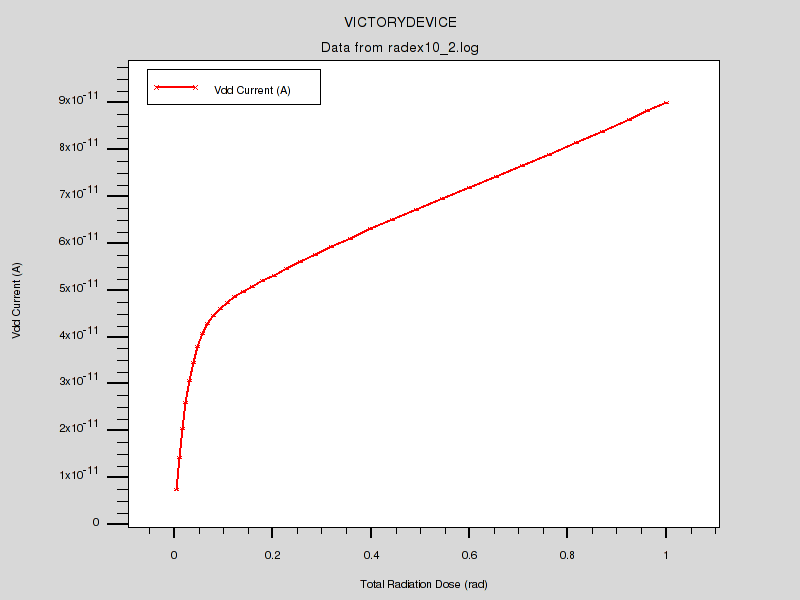 VICTORYDEVICE
Data from radex10_2.log
Vdd Current (A)
9x10-11
8x10-11
7x10-11
6x10-11
5x10-11
4x10-11
3x10-11
2x10-11
1x10-11
0
Vdd Current (A)
0 0.2 0.4 0.6 0.8 1
Total Radiation Dose (rad)